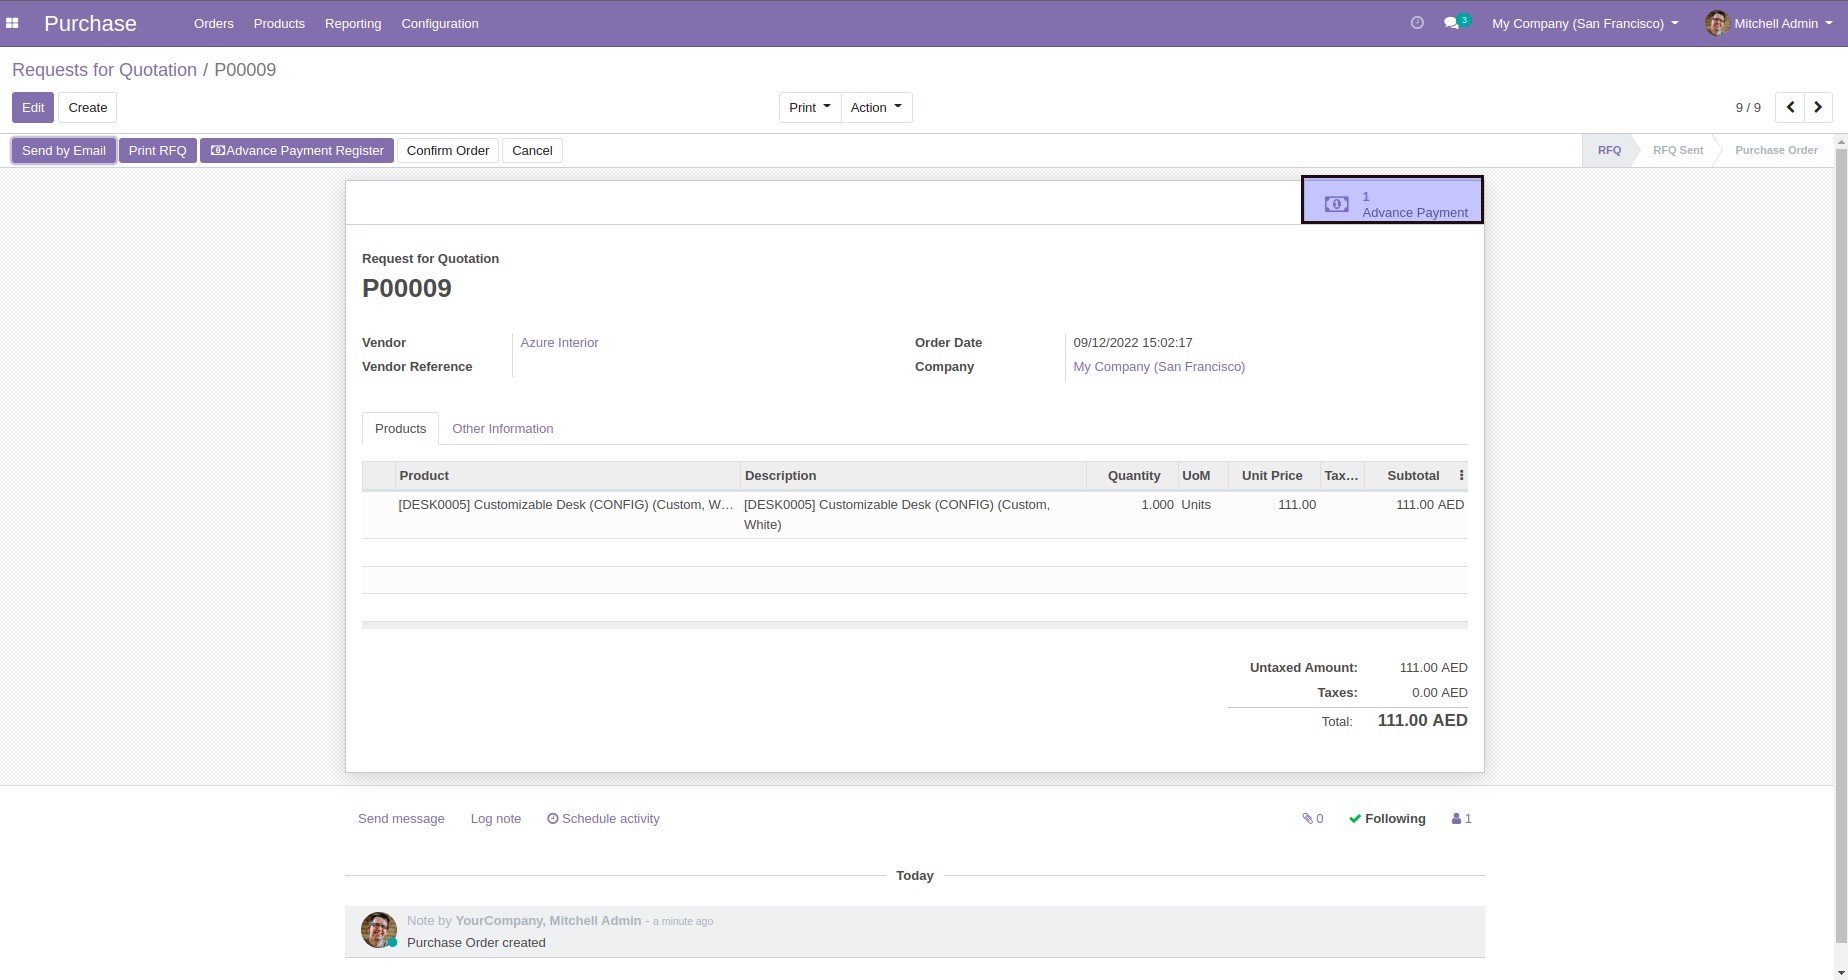 Purchase Orders Products Reporting Configuration 3 My Company (San Francisco) Mitchell Admin
Requests for Quotation / P00009
Edit Create Print Action 9 / 9
Send by Email Print RFQ Advance Payment Register Confirm Order Cancel RFQ RFQ Sent Purchase Order
1
Advance Payment
Request for Quotation
P00009
Vendor Azure Interior Order Date 09/12/2022 15:02:17
Vendor Reference Company My Company (San Francisco)
Products Other Information
Product Description Quantity UoM Unit Price Tax... Subtotal
[DESK0005] Customizable Desk (CONFIG) (Custom, W... [DESK0005] Customizable Desk (CONFIG) (Custom, 1.000 Units 111.00 111.00 AED
White)
Untaxed Amount: 111.00 AED
Taxes: 0.00 AED
Total: 111.00 AED
Send message Log note Schedule activity 0 Following 1
Today
Note by YourCompany, Mitchell Admin - a minute ago
Purchase Order created